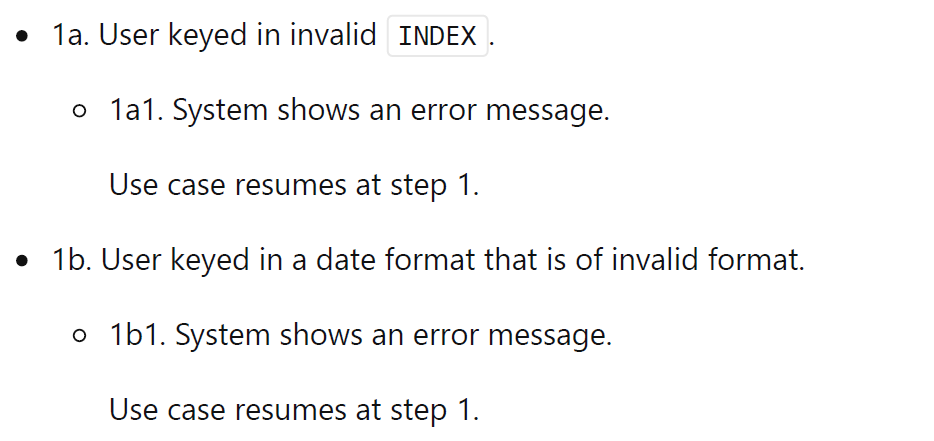 1a. User keyed in invalid INDEX.
1a1. System shows an error message.
Use case resumes at step 1.
1b. User keyed in a date format that is of invalid format.
1b1. System shows an error message.
Use case resumes at step 1.